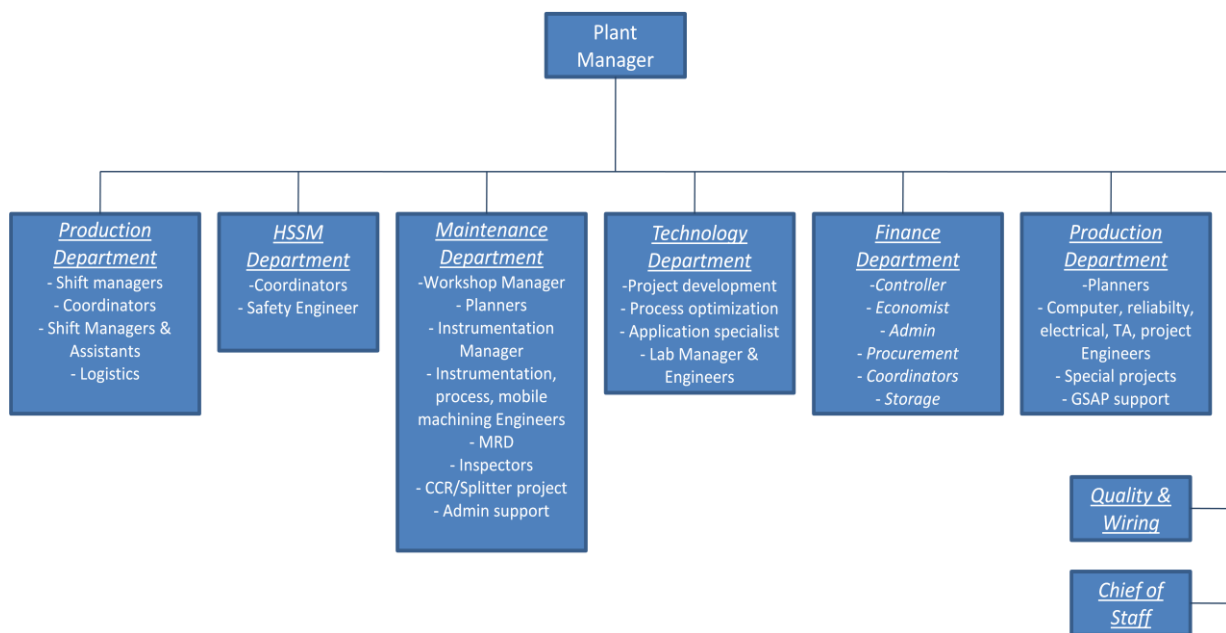 Plant
Manager
Production
Department
- Shift managers
- Coordinators
- Shift Managers &
Assistants
- Logistics
HSSM
Department
-Coordinators
- Safety Engineer
Maintenance
Department
-Workshop Manager
- Planners
- Instrumentation
Manager
- Instrumentation,
process, mobile
machining Engineers
- MRD
- Inspectors
- CCR/Splitter project
- Admin support
Technology
Department
-Project development
- Process optimization
- Application specialist
- Lab Manager &
Engineers
Finance
Department
-Controller
- Economist
- Admin
- Procurement
- Coordinators
- Storage
Production
Department
-Planners
- Computer, reliabilty,
electrical, TA, project
Engineers
- Special projects
- GSAP support
Quality &
Wiring
Chief of
Staff